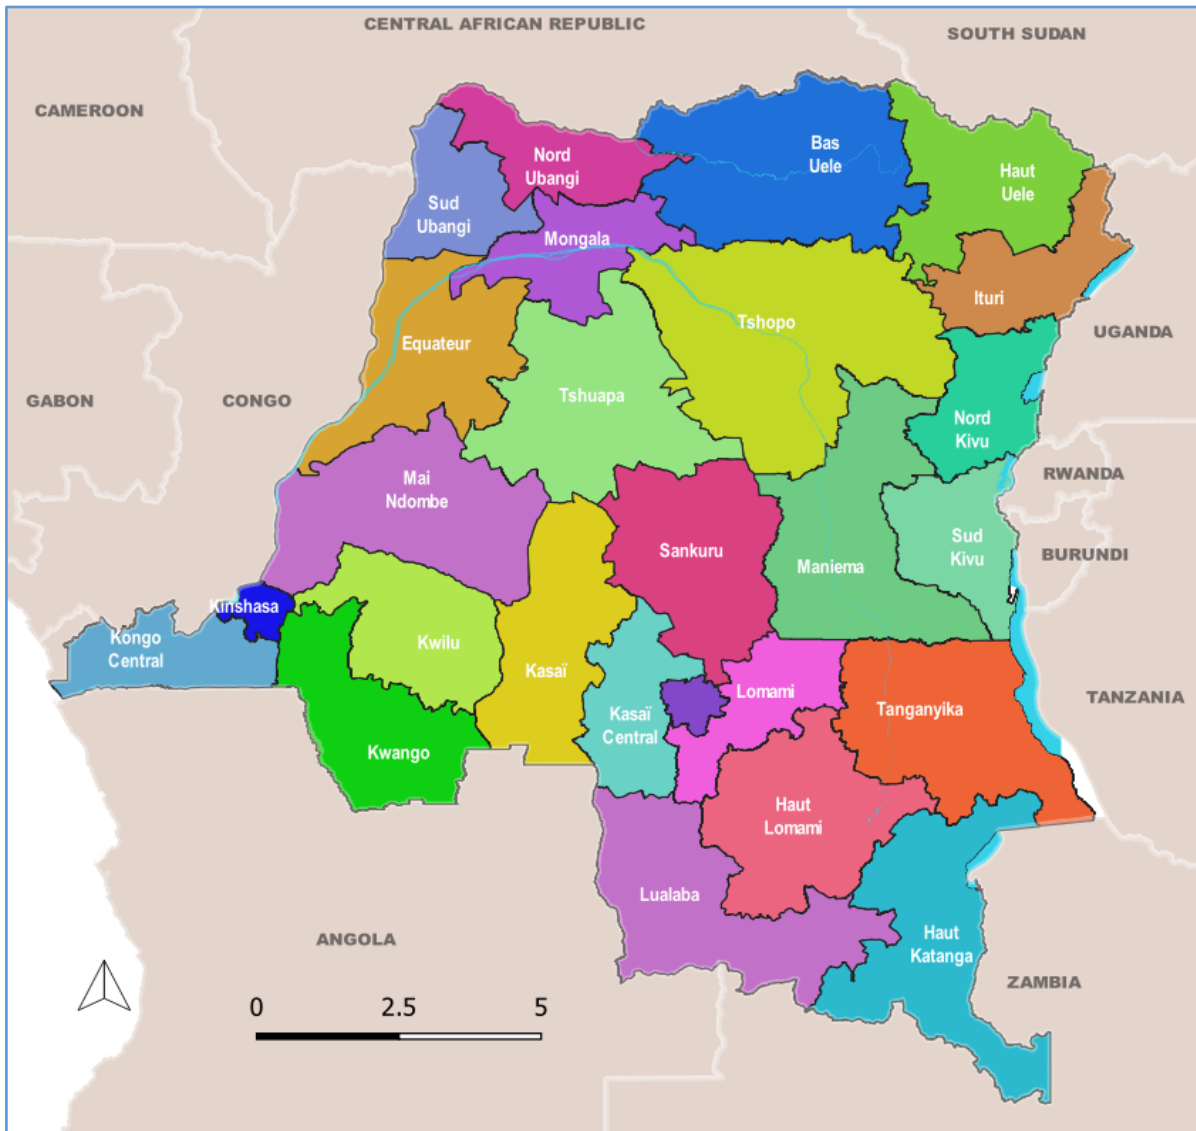 CENTRAL AFRICAN REPUBLIC
SOUTH SUDAN
CAMEROON
Bas
Uele
Nord
Ubangi
Haut
Uele
Sud
Ubangi
Mongala
Ituri
Tshopo
UGANDA
Equateur
GABON
CONGO
Tshuapa
Nord
Kivu
Mai
Ndombe
RWANDA
Sankuru
Sud
Kivu
BURUNDI
Maniema
Kinshasa
Kongo
Central
Kwilu
Kasaï
Lomami
TANZANIA
Kasaï
Central
Tanganyika
Kwango
Haut
Lomami
Lualaba
ANGOLA
Haut
Katanga
ZAMBIA
0 2.5 5